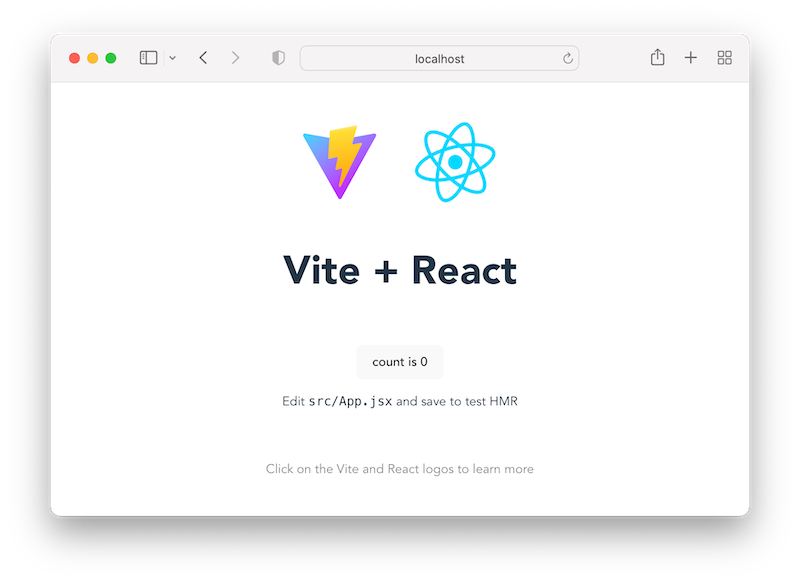 localhost
Vite + React
count is 0
Edit src/App.jsx and save to test HMR
Click on the Vite and React logos to learn more